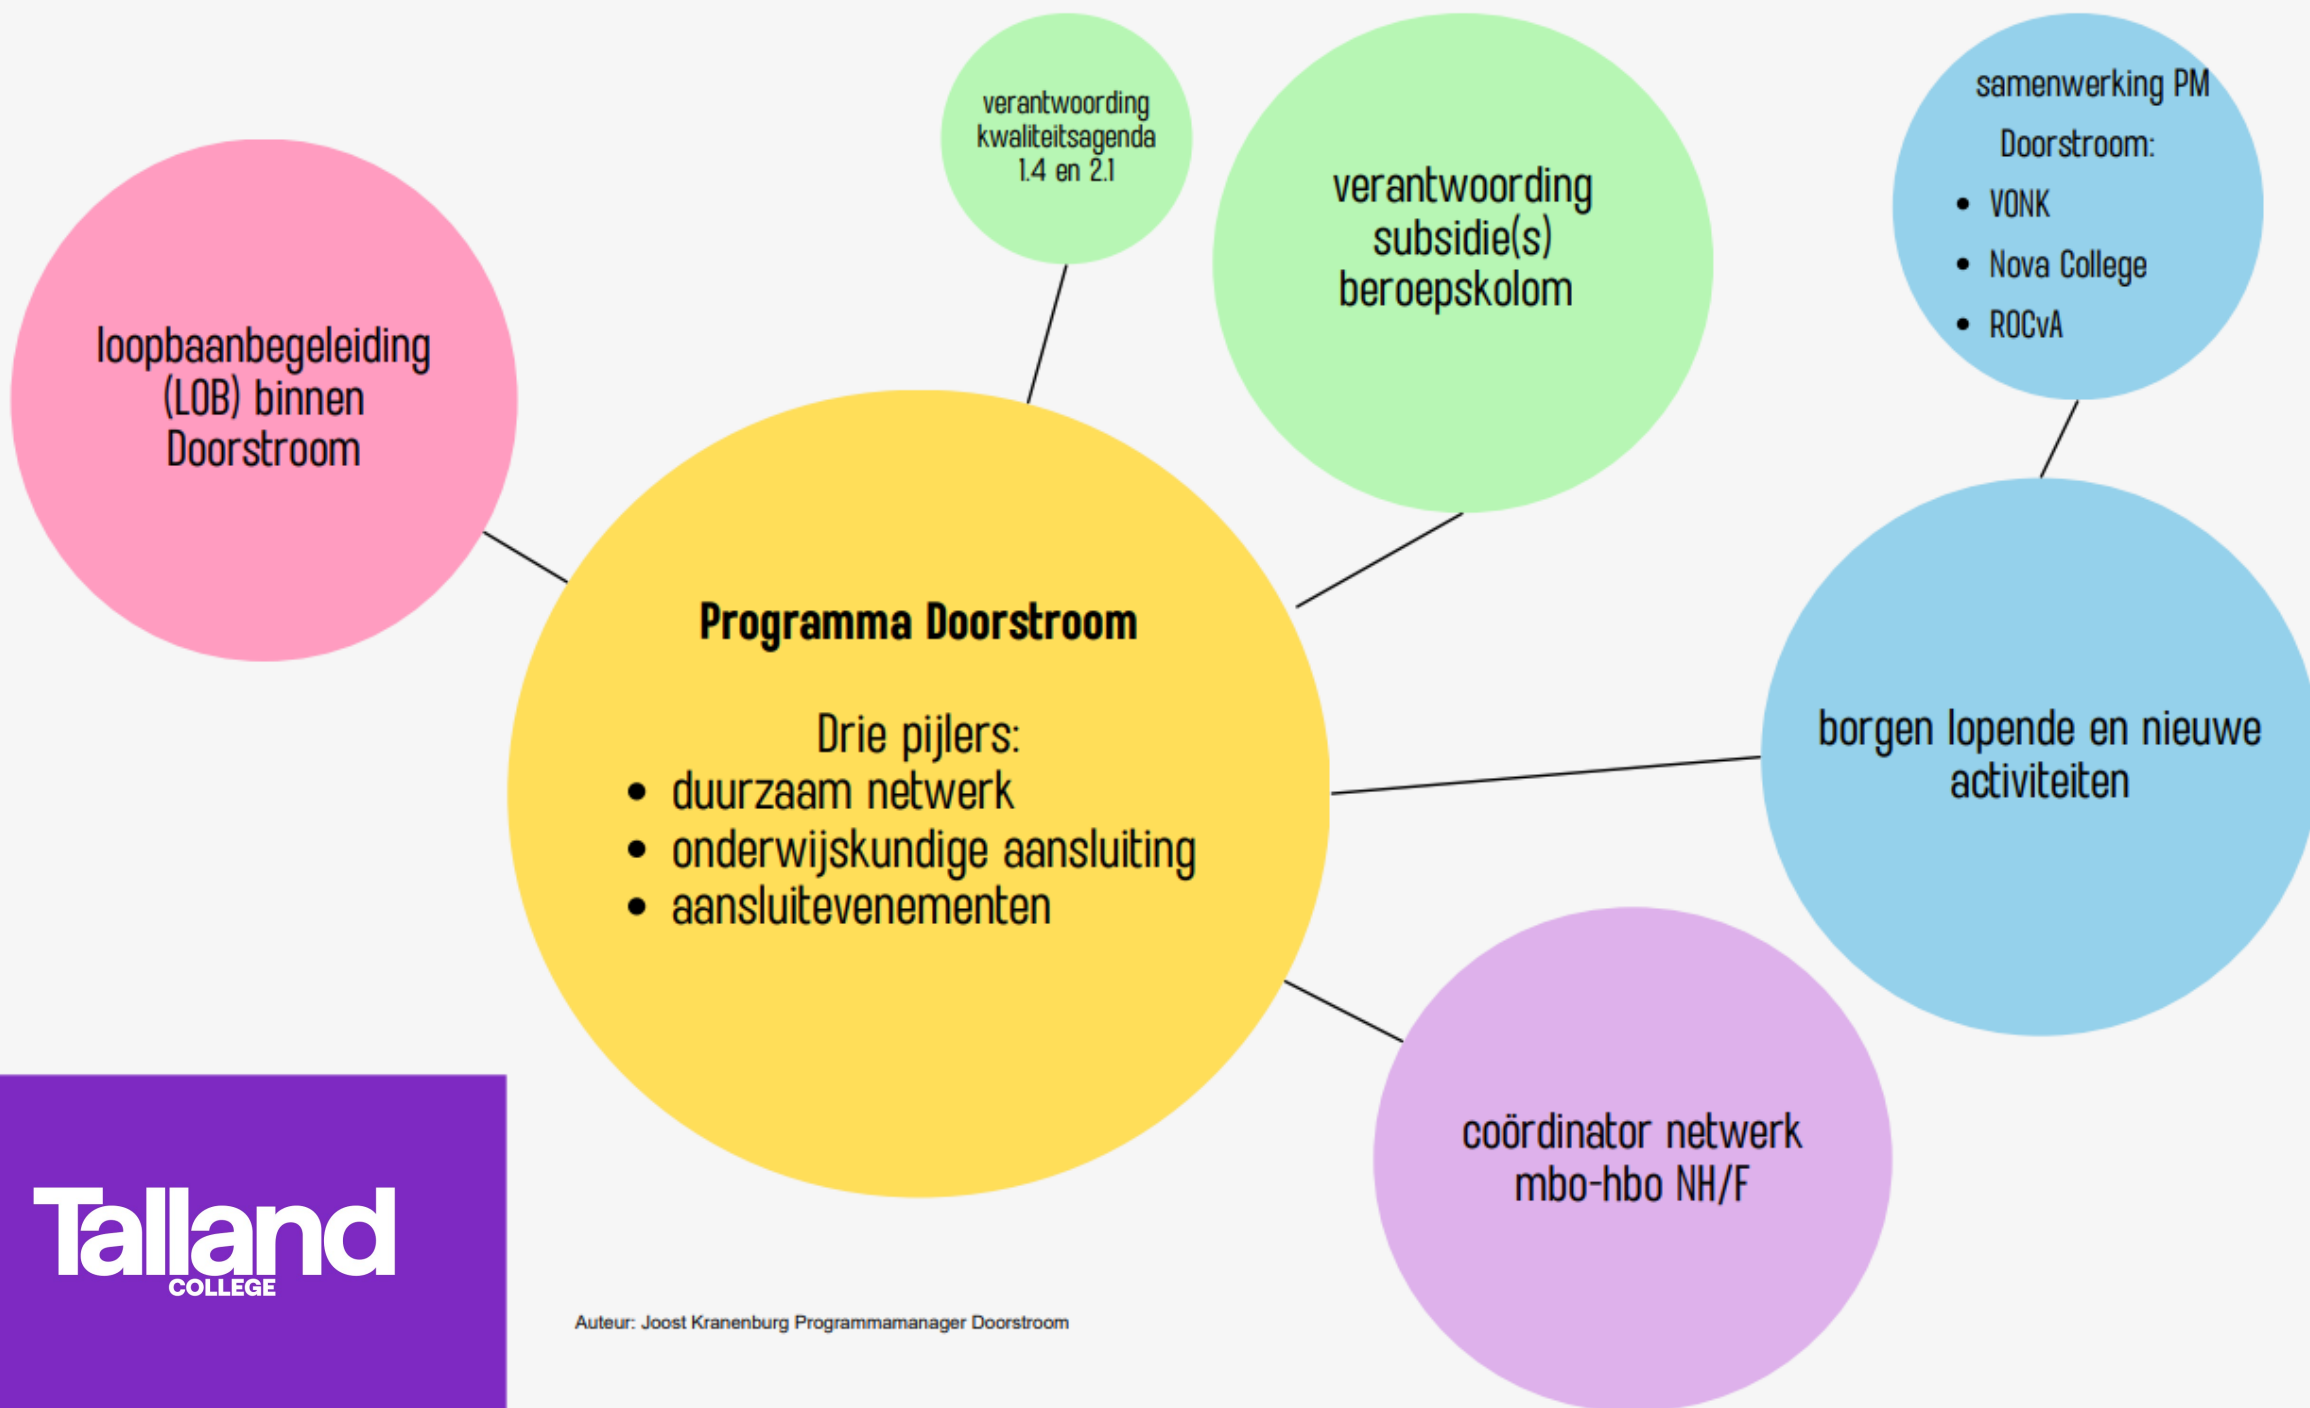 verantwoording
kwaliteitsagenda
1.4 en 2.1
verantwoording
subsidie(s)
beroepskolom
samenwerking PM
Doorstroom:
• VONK
• Nova College
• ROCvA
loopbaanbegeleiding
(LOB) binnen
Doorstroom
Programma Doorstroom
Drie pijlers:
• duurzaam netwerk
• onderwijskundige aansluiting
• aansluitevenementen
borgen lopende en nieuwe
activiteiten
coördinator netwerk
mbo-hbo NH/F
Talland
COLLEGE
Auteur: Joost Kranenburg Programmamanager Doorstroom